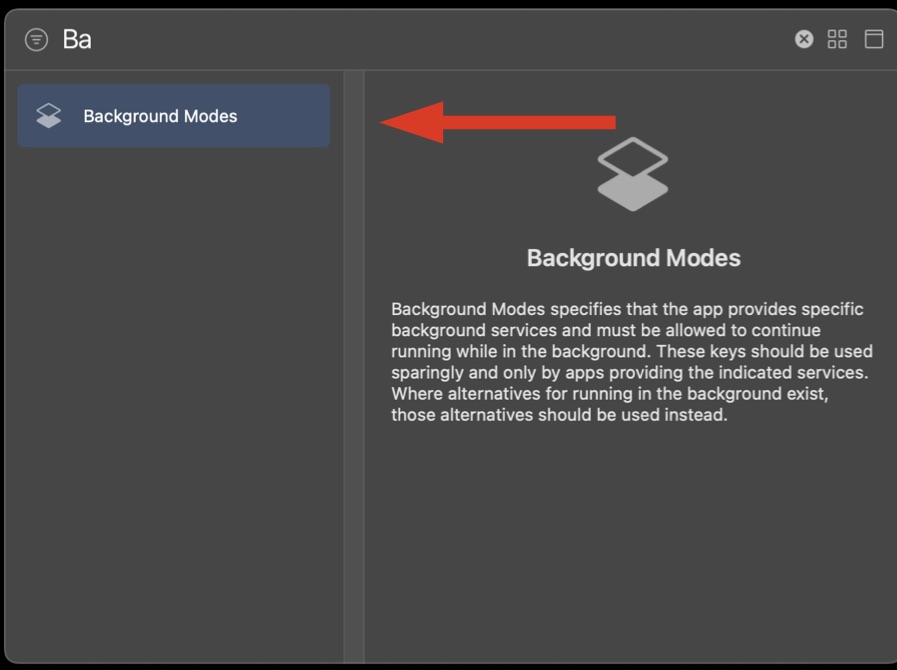 Ba
Background Modes
Background Modes
Background Modes specifies that the app provides specific
background services and must be allowed to continue
running while in the background. These keys should be used
sparingly and only by apps providing the indicated services.
Where alternatives for running in the background exist,
those alternatives should be used instead.